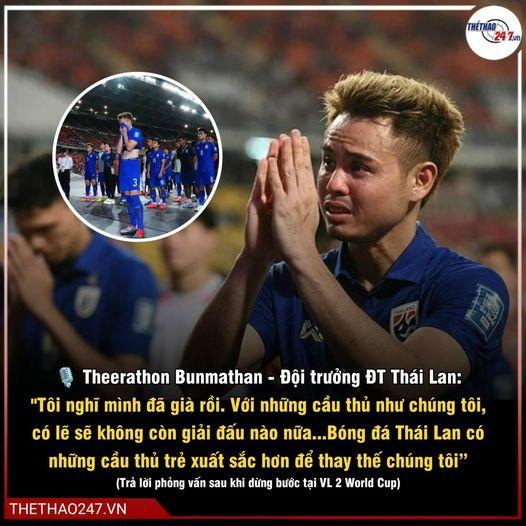 THỂTHAO
247.VN
3
THAILAND
🎙 Theerathon Bunmathan - Đội trưởng ĐT Thái Lan:
"Tôi nghĩ mình đã già rồi. Với những cầu thủ như chúng tôi,
có lẽ sẽ không còn giải đấu nào nữa...Bóng đá Thái Lan có
những cầu thủ trẻ xuất sắc hơn để thay thế chúng tôi”
(Trả lời phỏng vấn sau khi dừng bước tại VL 2 World Cup)
THETHAO247.VN